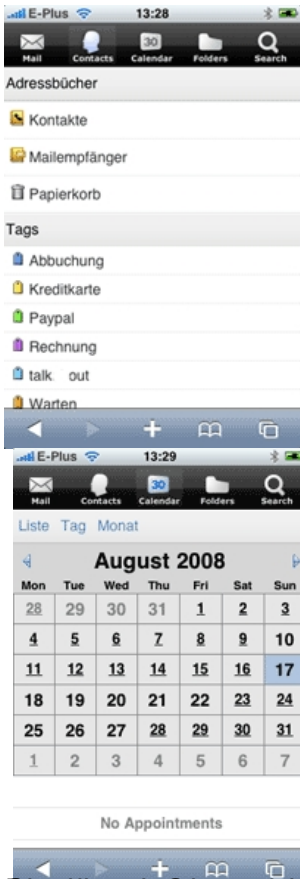 E-Plus 13:28
30
Mail Contacts Calendar Folders Search
Adressbücher
Kontakte
Mailempfänger
Papierkorb
Tags
Abbuchung
Kreditkarte
Paypal
Rechnung
talk out
Warten
E-Plus 13:29
30
Mail Contacts Calendar Folders Search
Liste Tag Monat
August 2008
Mon Tue Wed Thu Fri Sat Sun
28 29 30 31 1 2 3
4 5 6 7 8 9 10
11 12 13 14 15 16 17
18 19 20 21 22 23 24
25 26 27 28 29 30 31
1 2 3 4 5 6 7
No Appointments